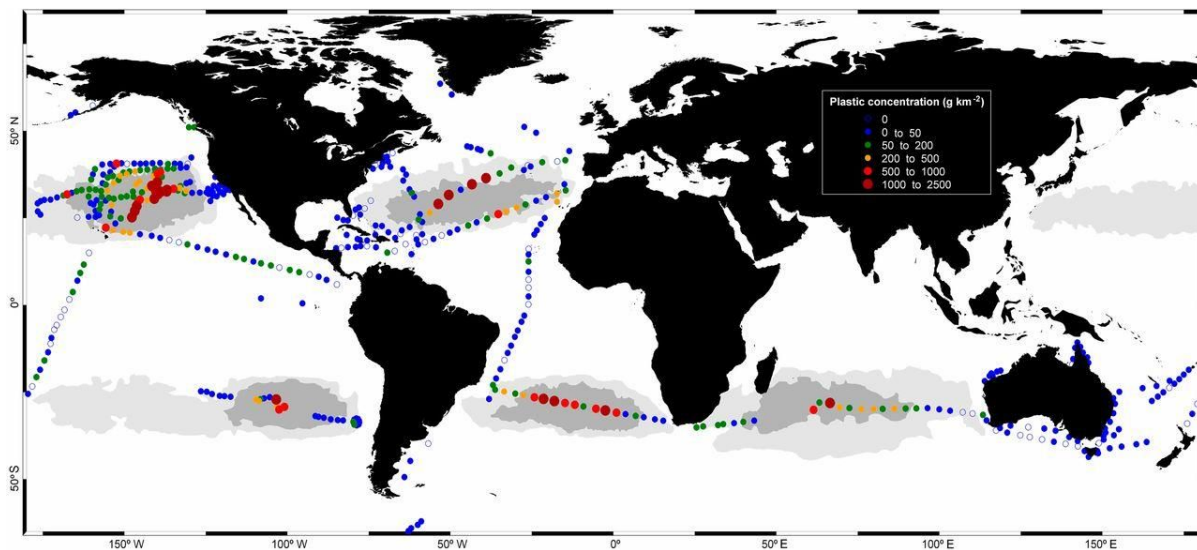 Plastic concentration (g km⁻²)
0
0 to 50
50 to 200
200 to 500
500 to 1000
1000 to 2500
50° N
0°
50°S
150° W
100° W
50° W
0°
50° E
100° E
150° E